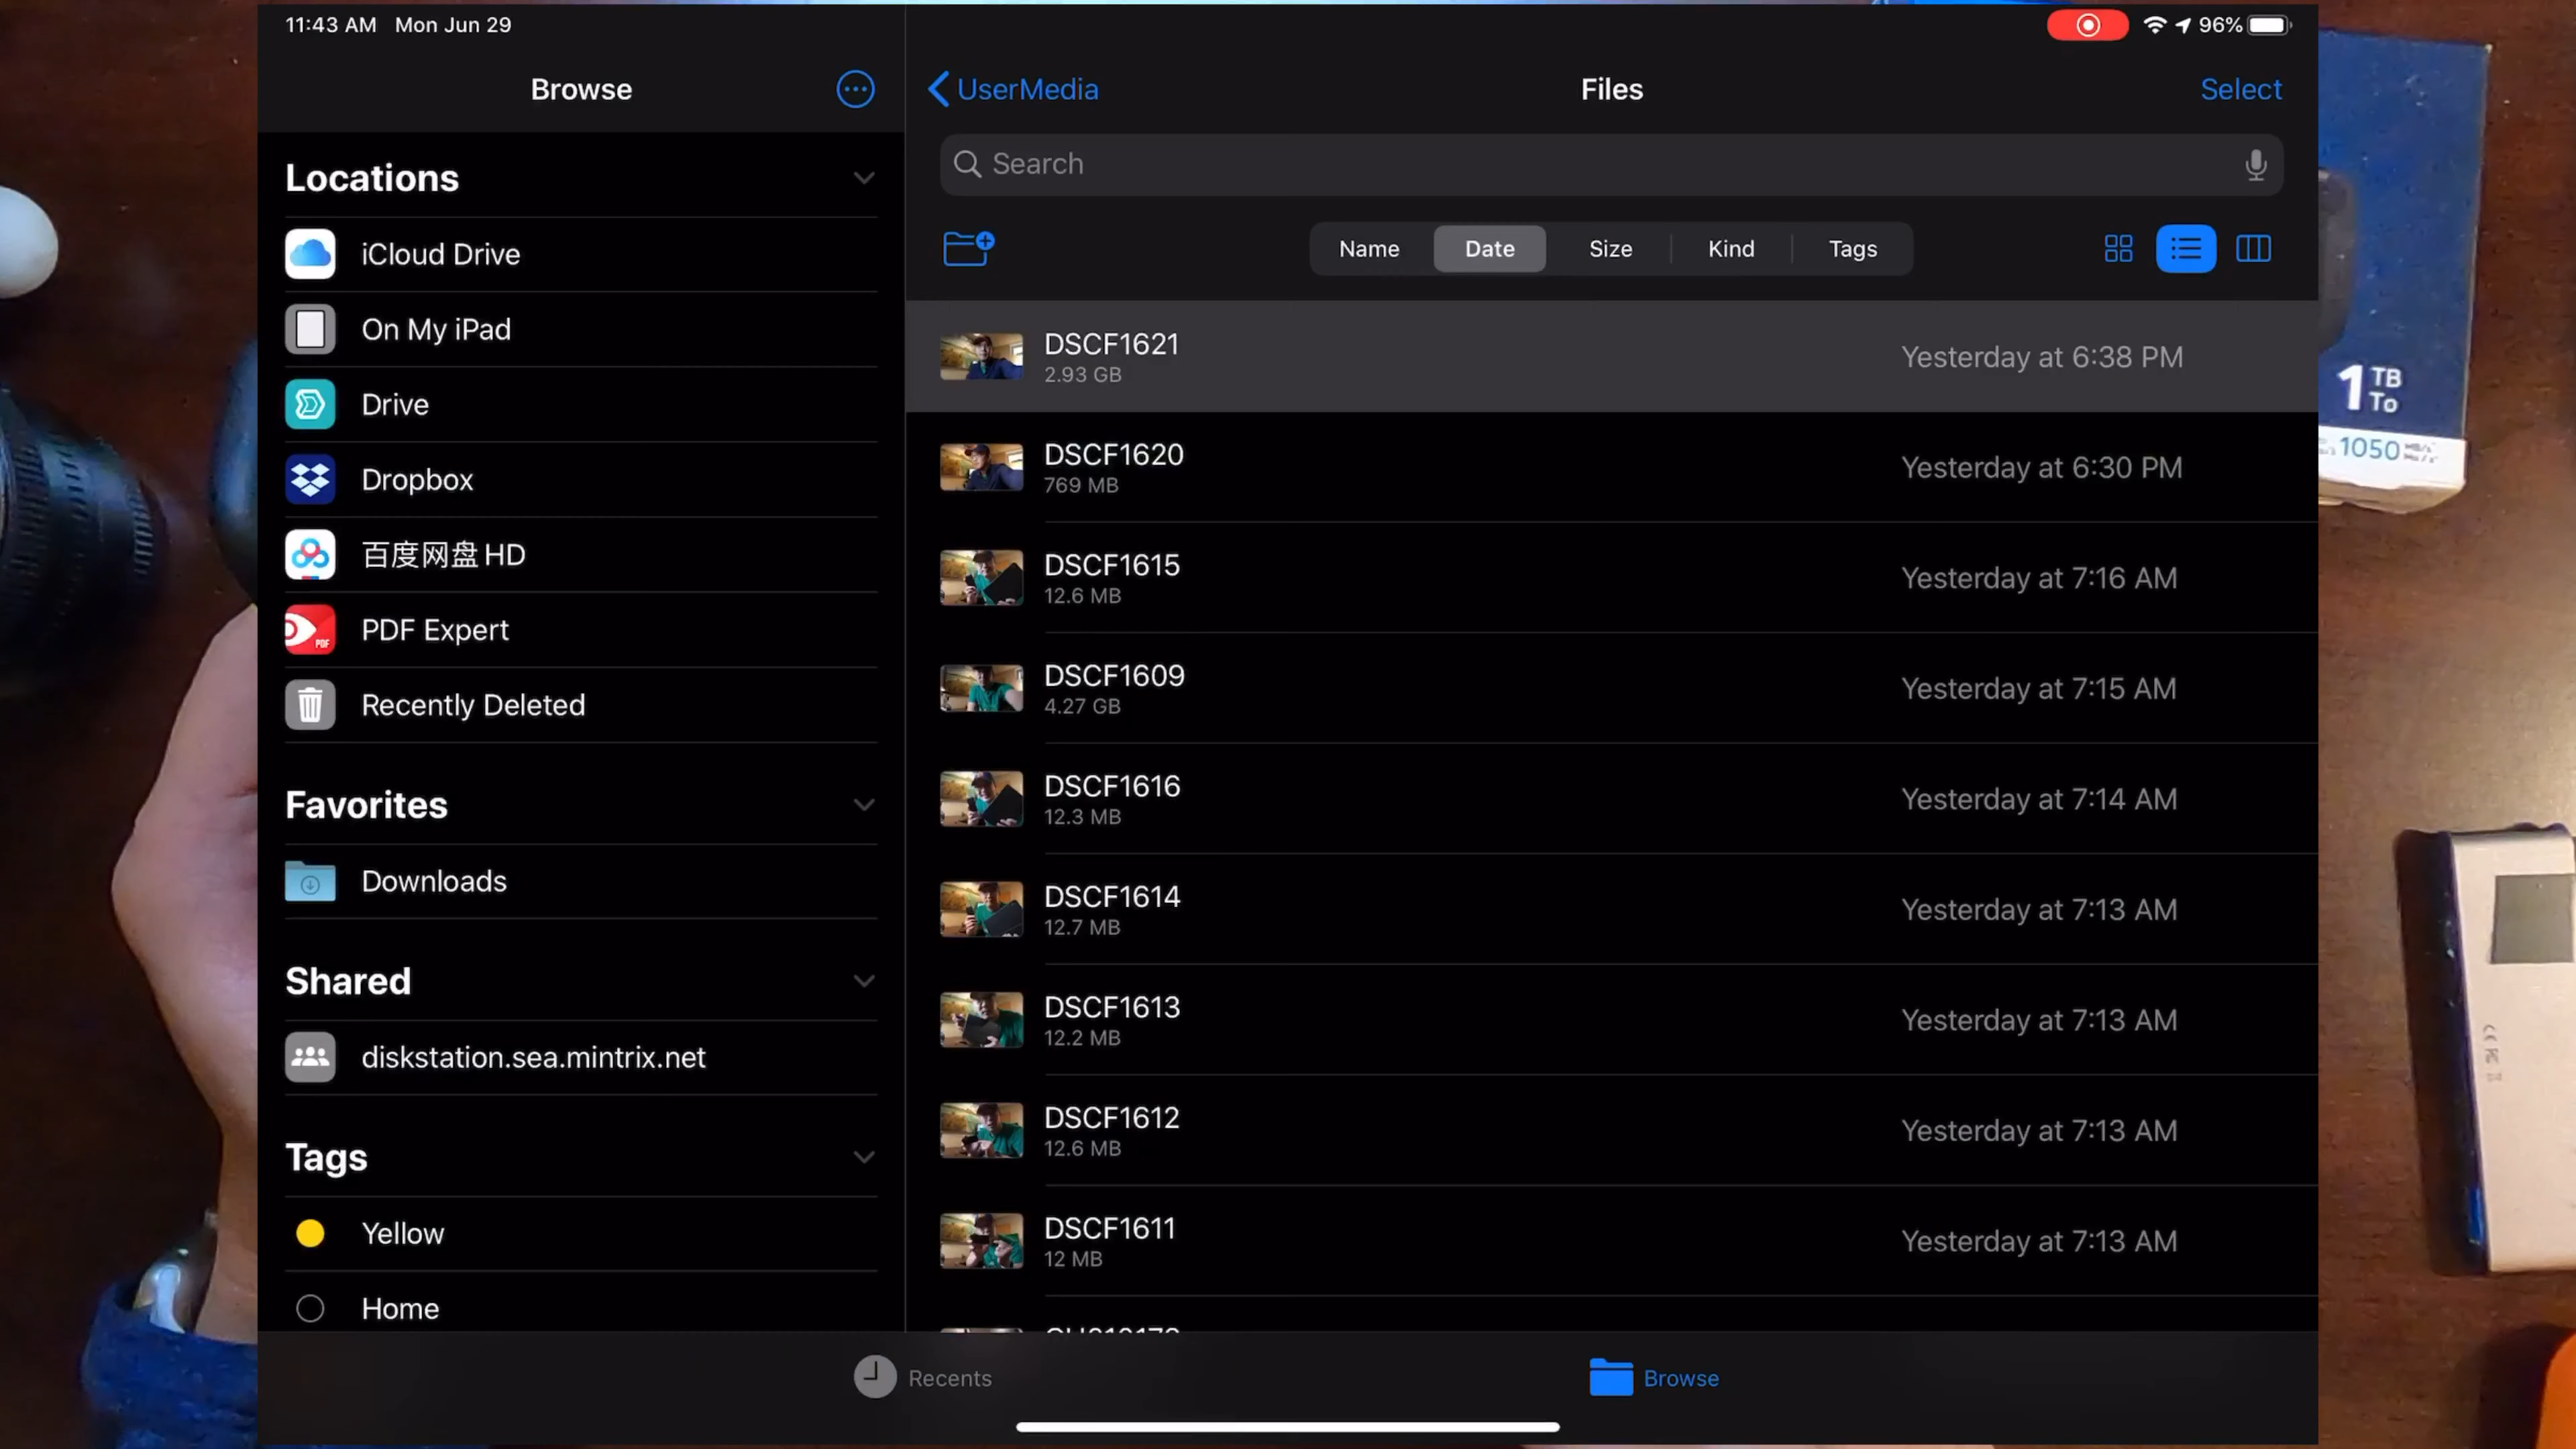 11:43 AM Mon Jun 29
96%
Browse
UserMedia
Files
Select
Search
Name
Date
Size
Kind
Tags
Locations
iCloud Drive
On My iPad
Drive
Dropbox
百度网盘HD
PDF Expert
Recently Deleted
Favorites
Downloads
Shared
diskstation.sea.mintrix.net
Tags
Yellow
Home
DSCF1621
2.93 GB
Yesterday at 6:38 PM
DSCF1620
769 MB
Yesterday at 6:30 PM
DSCF1615
12.6 MB
Yesterday at 7:16 AM
DSCF1609
4.27 GB
Yesterday at 7:15 AM
DSCF1616
12.3 MB
Yesterday at 7:14 AM
DSCF1614
12.7 MB
Yesterday at 7:13 AM
DSCF1613
12.2 MB
Yesterday at 7:13 AM
DSCF1612
12.6 MB
Yesterday at 7:13 AM
DSCF1611
12 MB
Yesterday at 7:13 AM
Recents
Browse
1 TB
To
1050
PDF